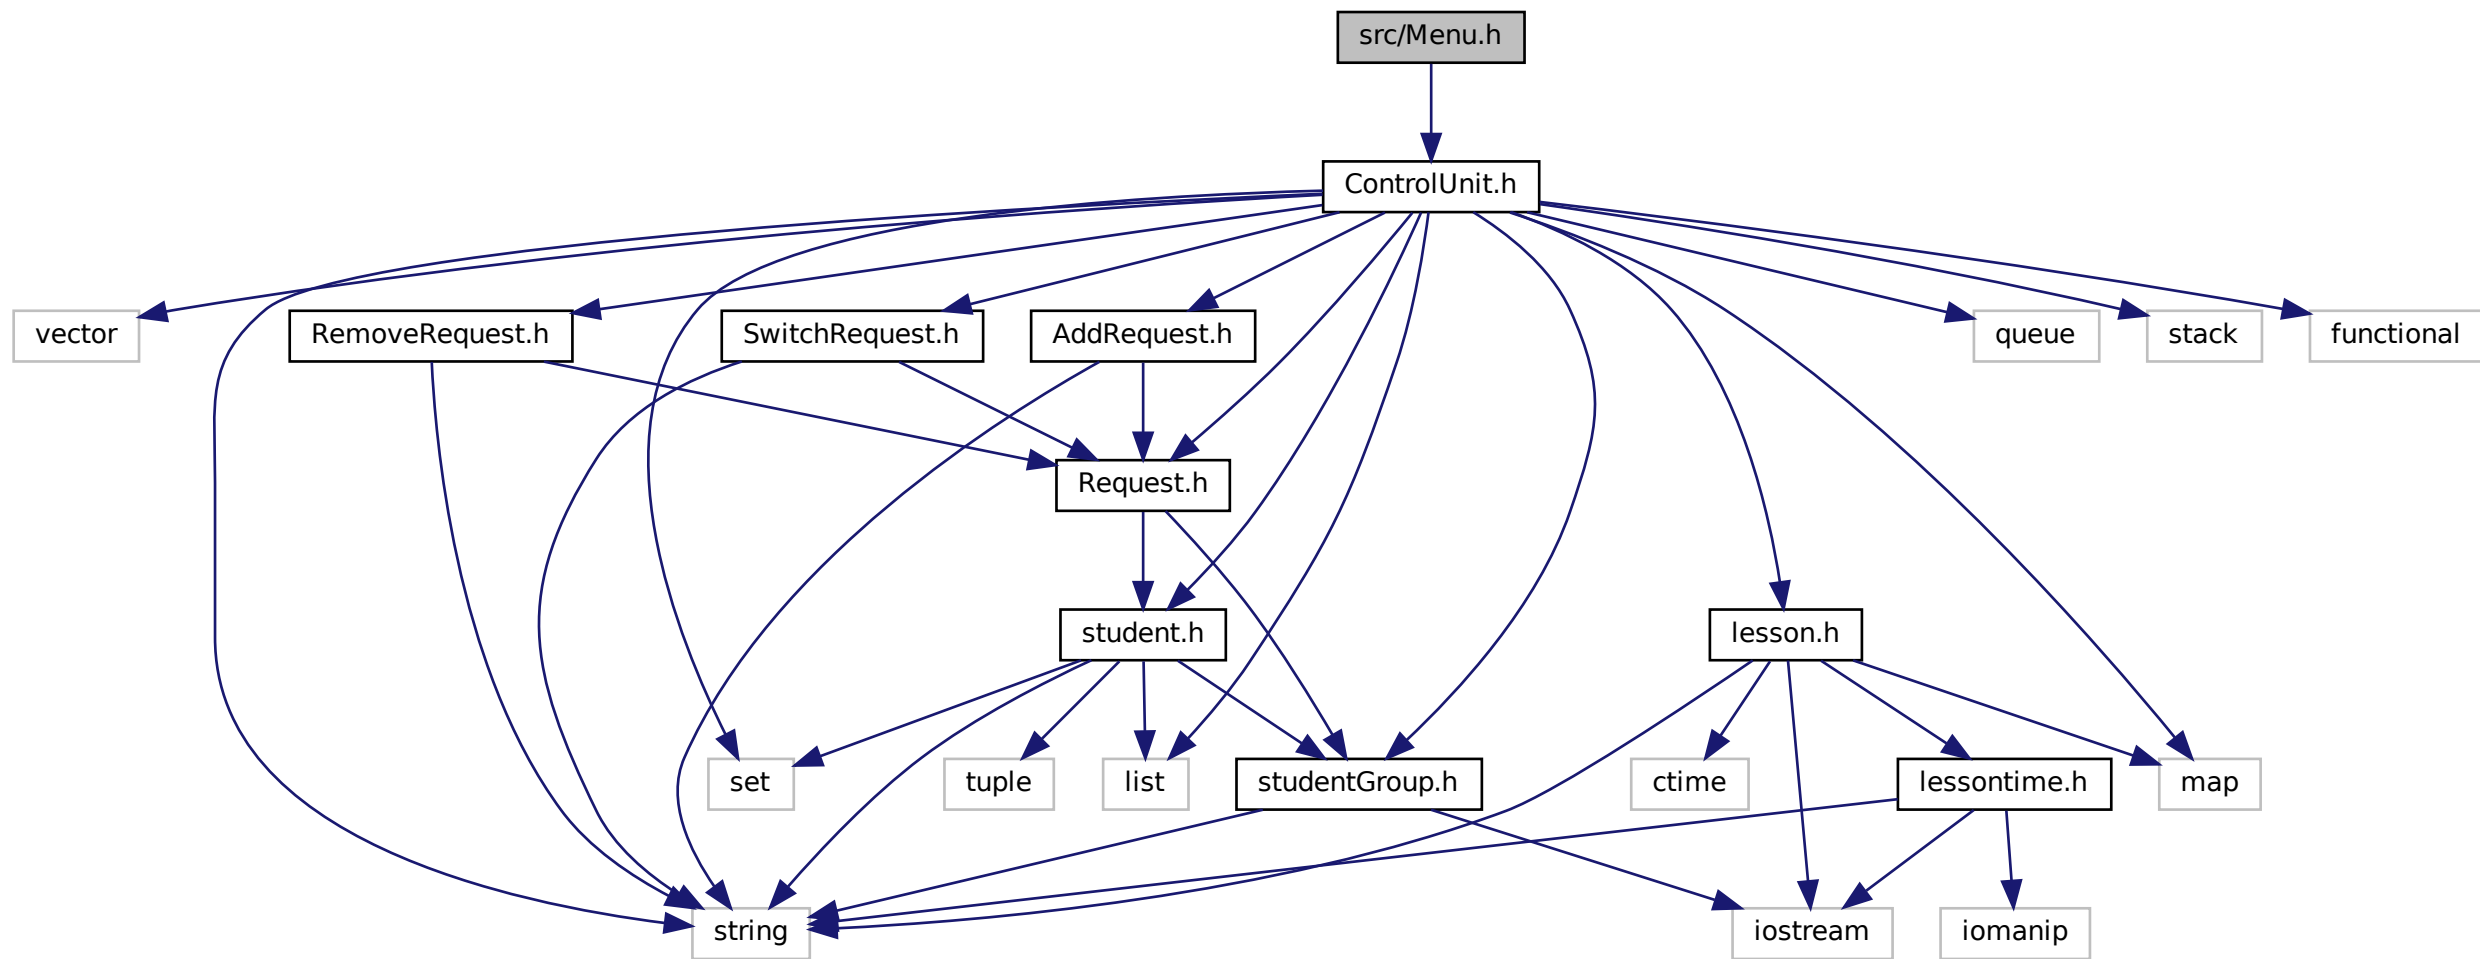 src/Menu.h
ControlUnit.h
vector
RemoveRequest.h
SwitchRequest.h
AddRequest.h
queue
stack
functional
Request.h
student.h
lesson.h
set
tuple
list
studentGroup.h
ctime
lessontime.h
map
string
iostream
iomanip